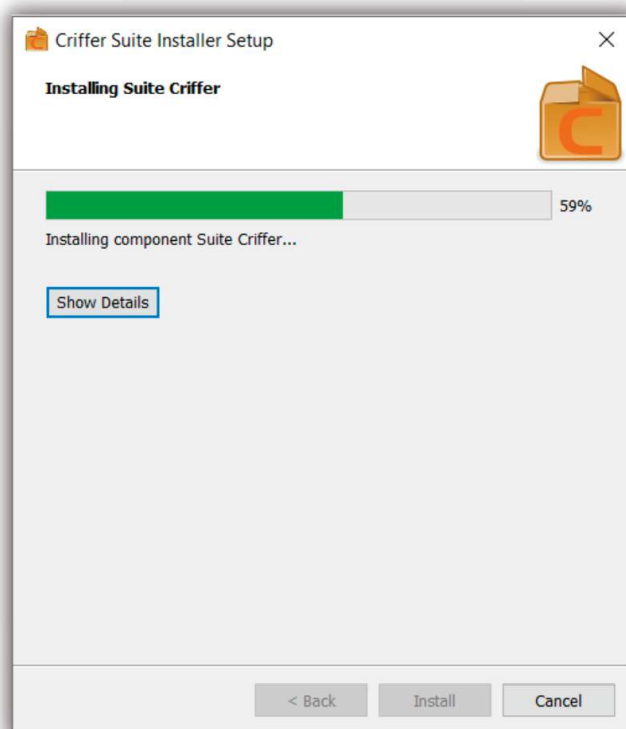 Criffer Suite Installer Setup
Installing Suite Criffer
C
59%
Installing component Suite Criffer...
Show Details
< Back Install Cancel